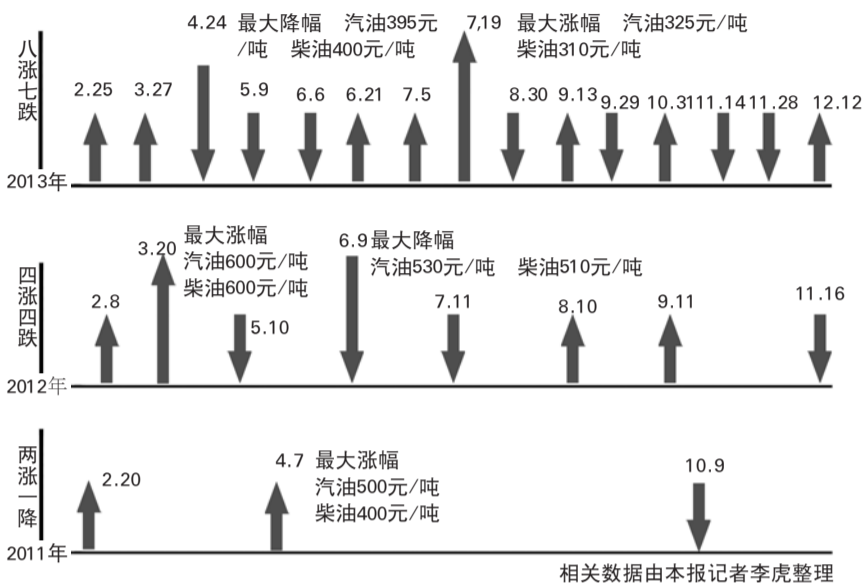 八涨七跌
4.24 最大降幅 汽油395元
/吨 柴油400元/吨
7,19 最大涨幅 汽油325元/吨
柴油310元/吨
2.25 3.27 5.9 6.6 6.21 7.5 8.30 9.13 9.29 10.31 11.14 11.28 12.12
2013年
四涨四跌
3.20 最大涨幅
汽油600元/吨
柴油600元/吨
6.9 最大降幅
汽油530元/吨 柴油510元/吨
2.8 5.10 7.11 8.10 9.11 11.16
2012年
两涨一降
2.20
4.7 最大涨幅
汽油500元/吨
柴油400元/吨
10.9
2011年
相关数据由本报记者李虎整理